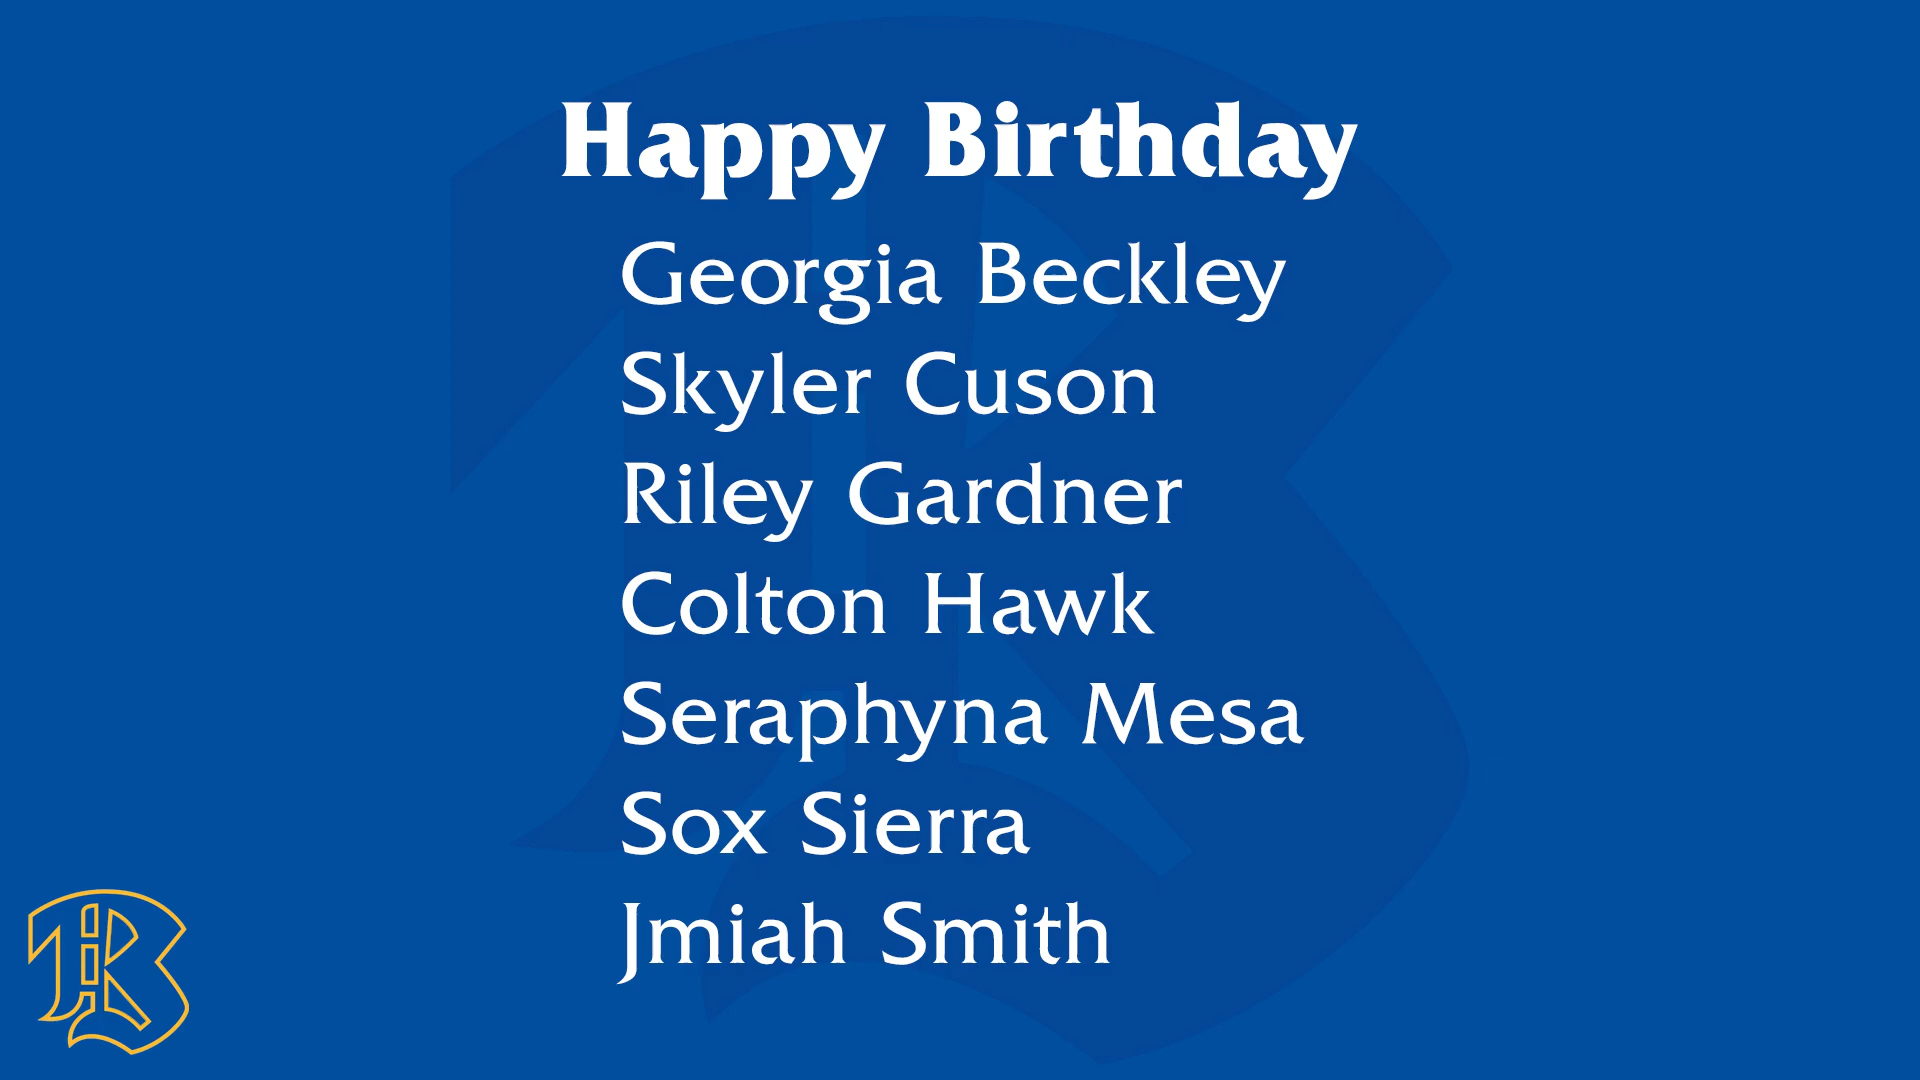 Happy Birthday
Georgia Beckley
Skyler Cuson
Riley Gardner
Colton Hawk
Seraphyna Mesa
Sox Sierra
Jmiah Smith